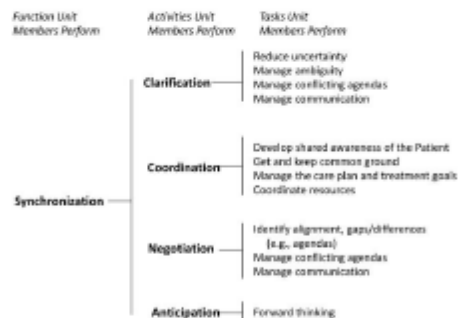 Function Unit
Members Perform
Activities Unit
Members Perform
Tasks Unit
Members Perform
Synchronization
Clarification
Reduce uncertainty
Manage ambiguity
Manage conflicting agendas
Manage communication
Coordination
Develop shared awareness of the Patient
Get and keep common ground
Manage the care plan and treatment goals
Coordinate resources
Negotiation
Identify alignment, gaps/differences
(e.g., agendas)
Manage conflicting agendas
Manage communication
Anticipation
Forward thinking